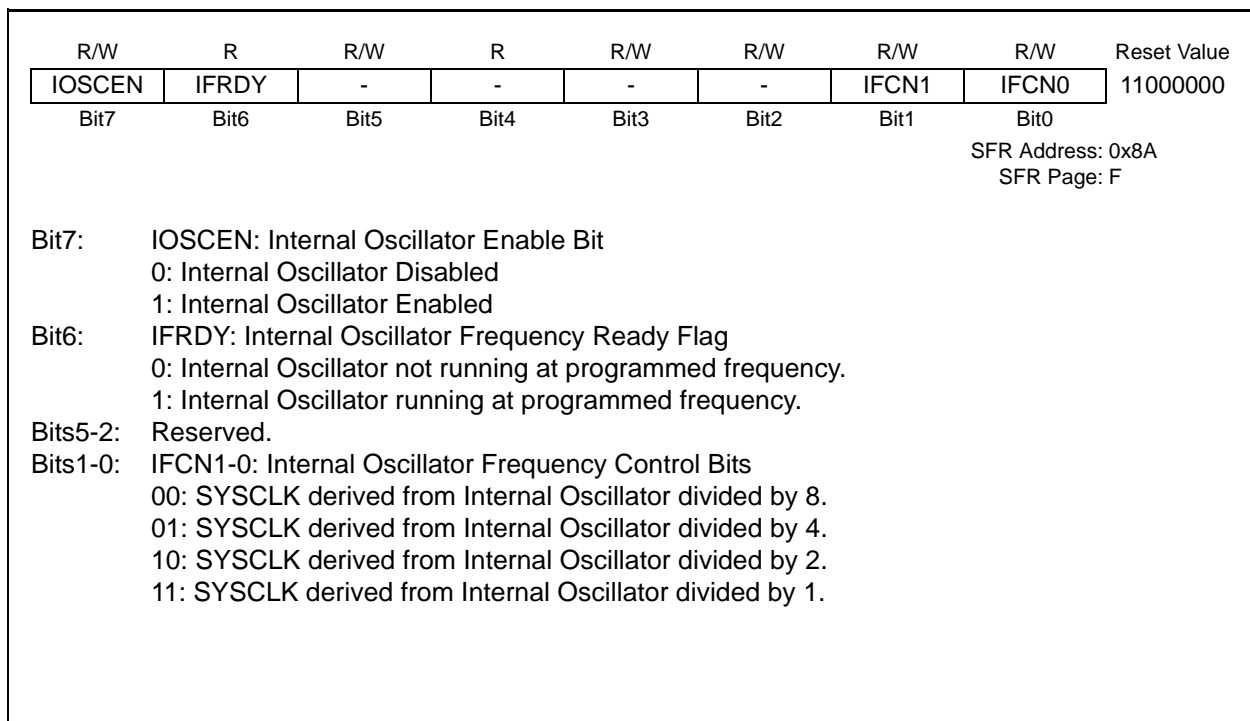 R/W R R/W R R/W R/W R/W R/W Reset Value
IOSCEN IFRDY - - - - IFCN1 IFCN0 11000000
Bit7 Bit6 Bit5 Bit4 Bit3 Bit2 Bit1 Bit0
SFR Address: 0x8A
SFR Page: F
Bit7: IOSCEN: Internal Oscillator Enable Bit
0: Internal Oscillator Disabled
1: Internal Oscillator Enabled
Bit6: IFRDY: Internal Oscillator Frequency Ready Flag
0: Internal Oscillator not running at programmed frequency.
1: Internal Oscillator running at programmed frequency.
Bits5-2: Reserved.
Bits1-0: IFCN1-0: Internal Oscillator Frequency Control Bits
00: SYSCLK derived from Internal Oscillator divided by 8.
01: SYSCLK derived from Internal Oscillator divided by 4.
10: SYSCLK derived from Internal Oscillator divided by 2.
11: SYSCLK derived from Internal Oscillator divided by 1.